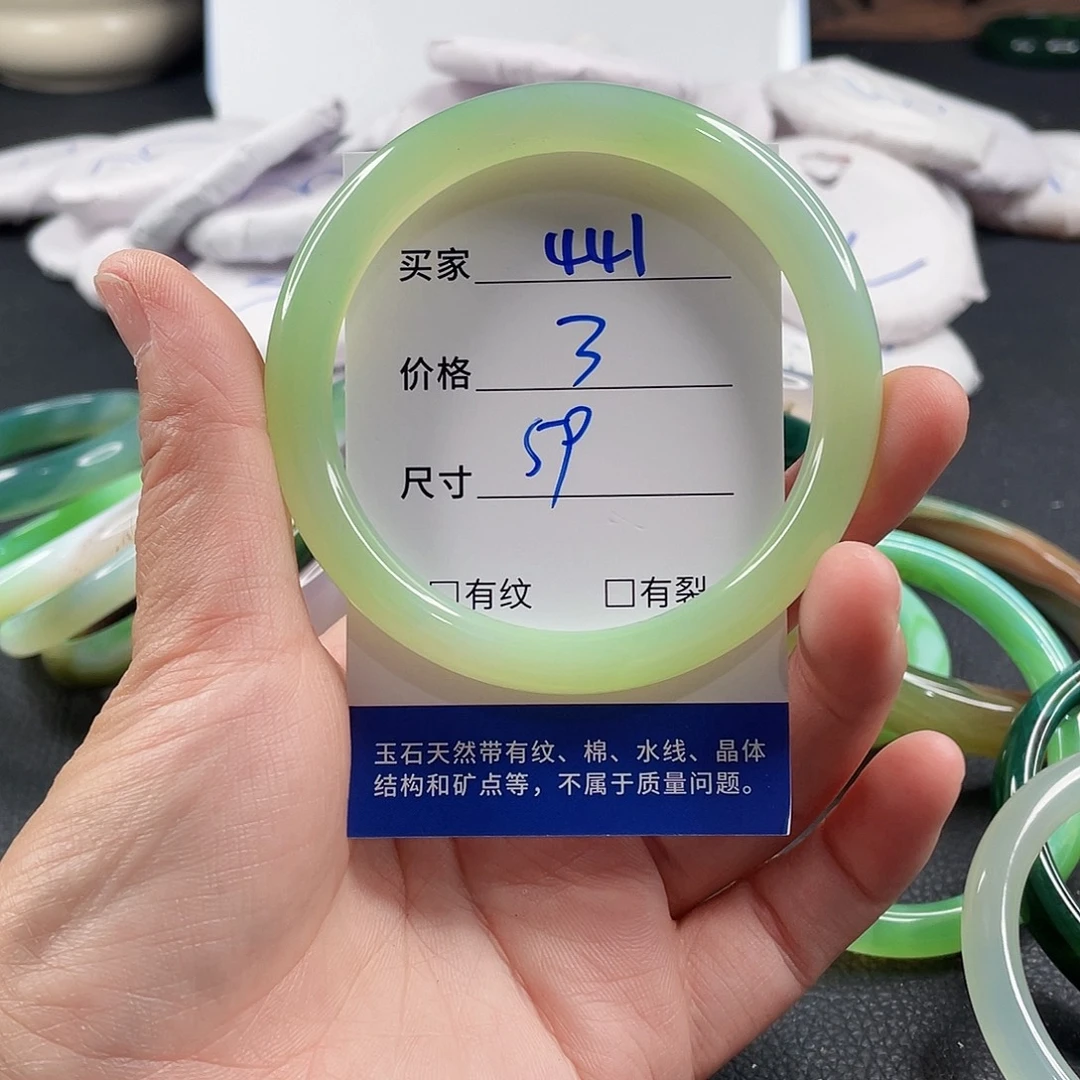 买家 441
价格 3
尺寸 59
□有纹 □有裂
玉石天然带有纹、棉、水线、晶体
结构和矿点等，不属于质量问题。